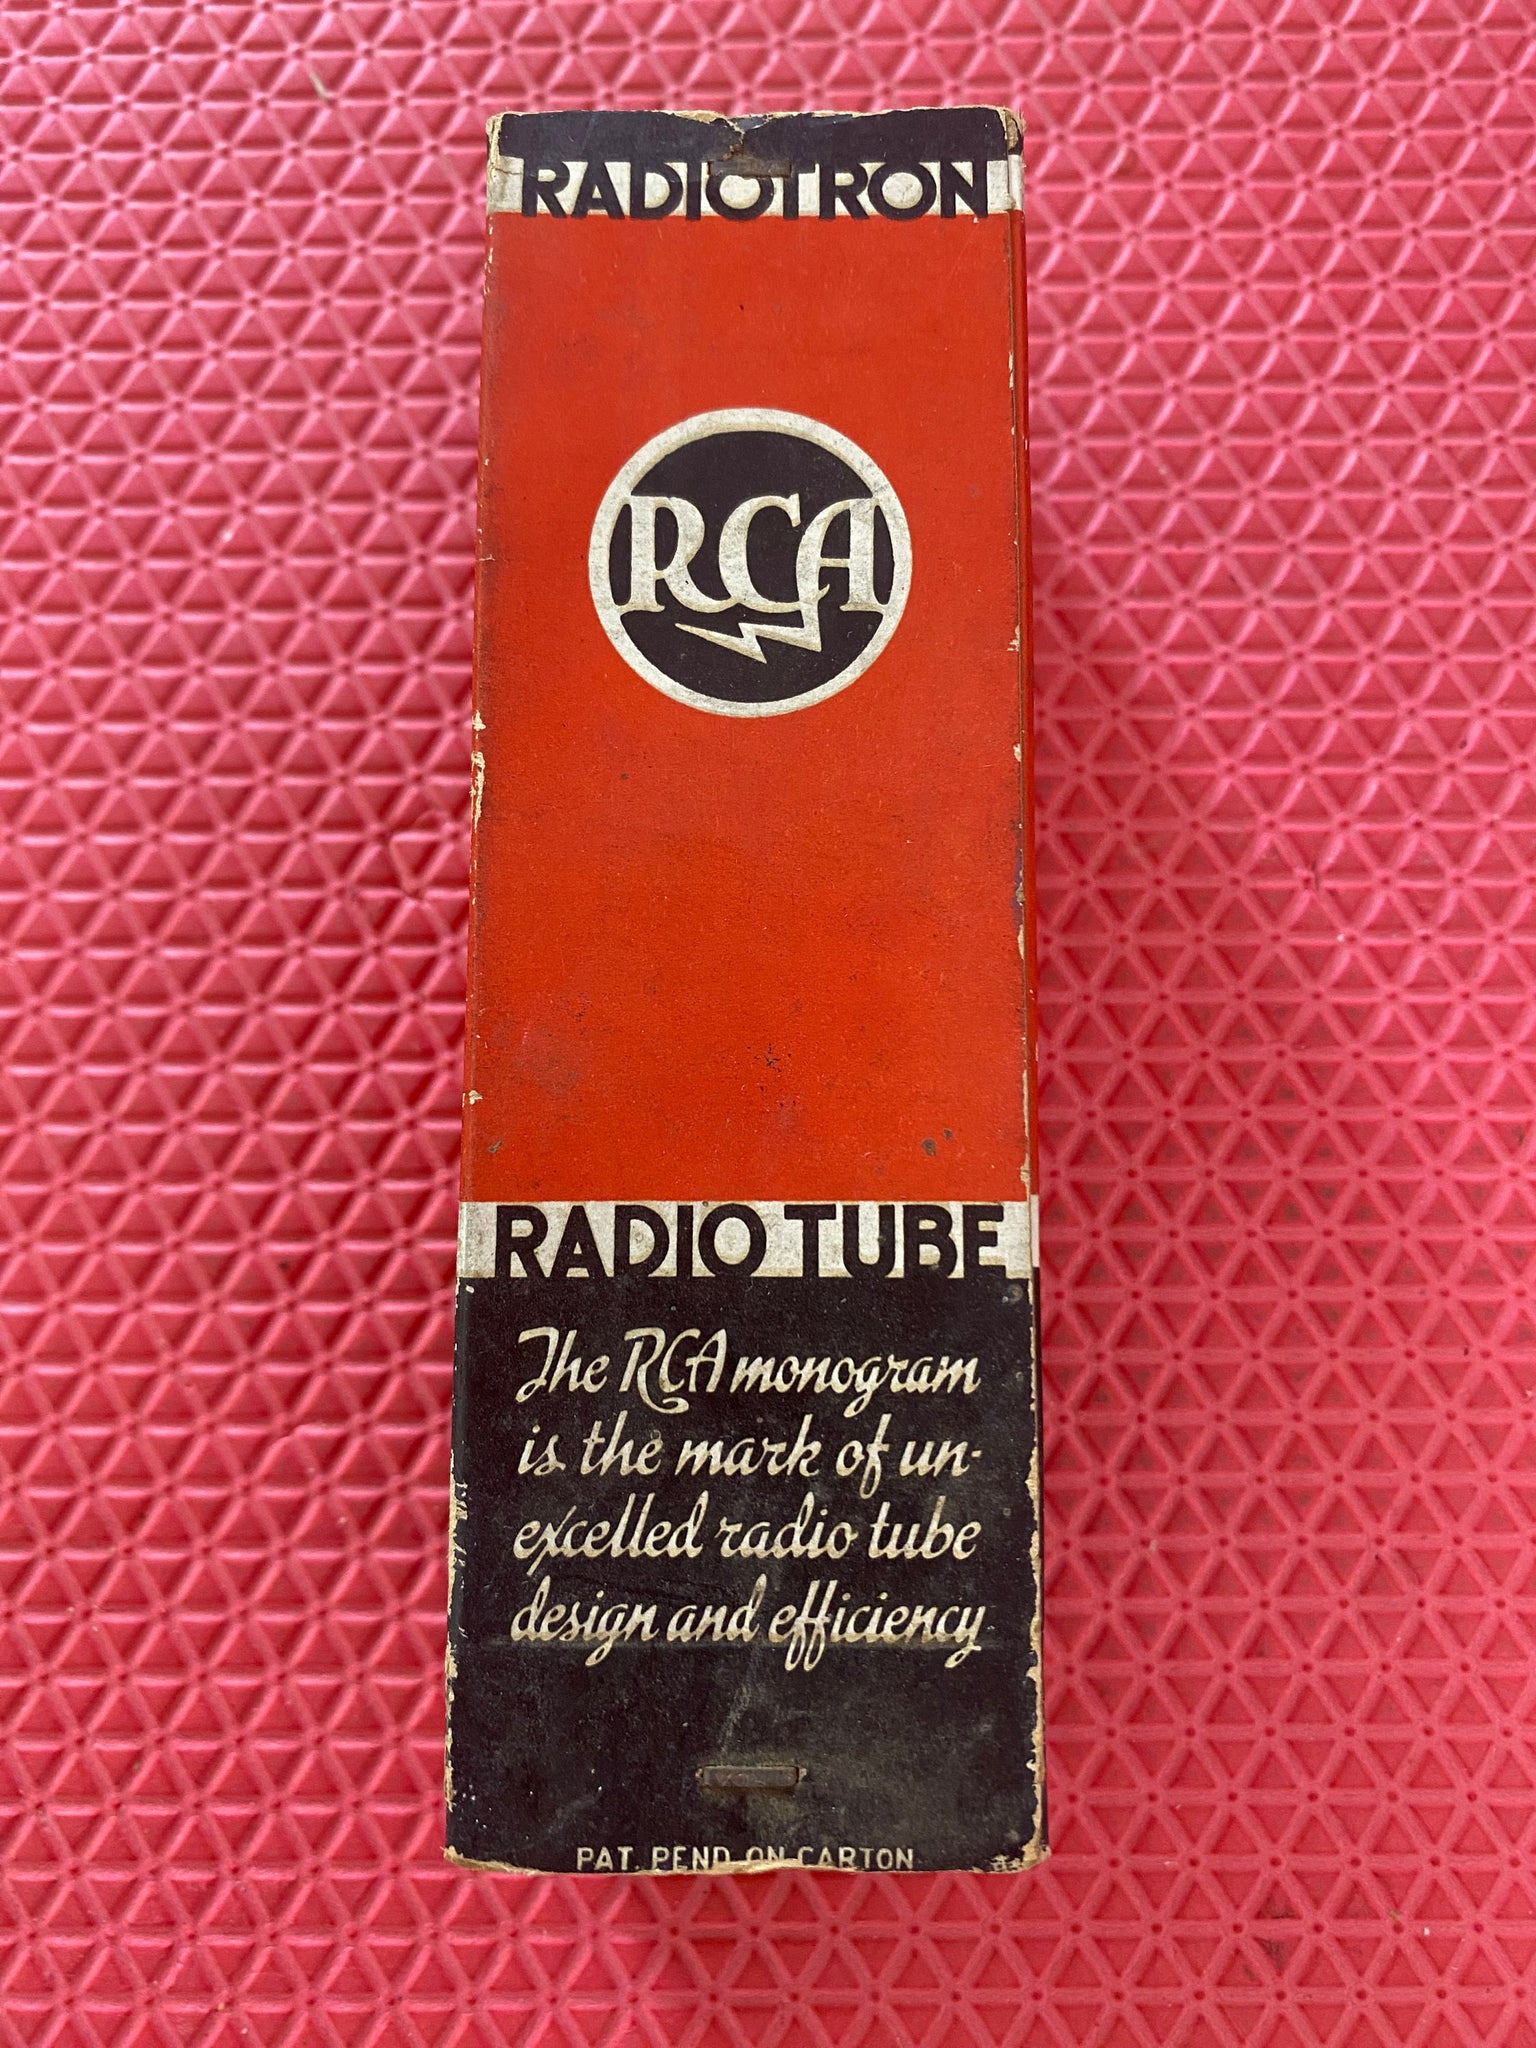 RADIOTRON
RCA
RADIO TUBE
The RCA monogram
is the mark of un-
excelled radio tube
design and efficiency
PAT. PEND. ON CARTON